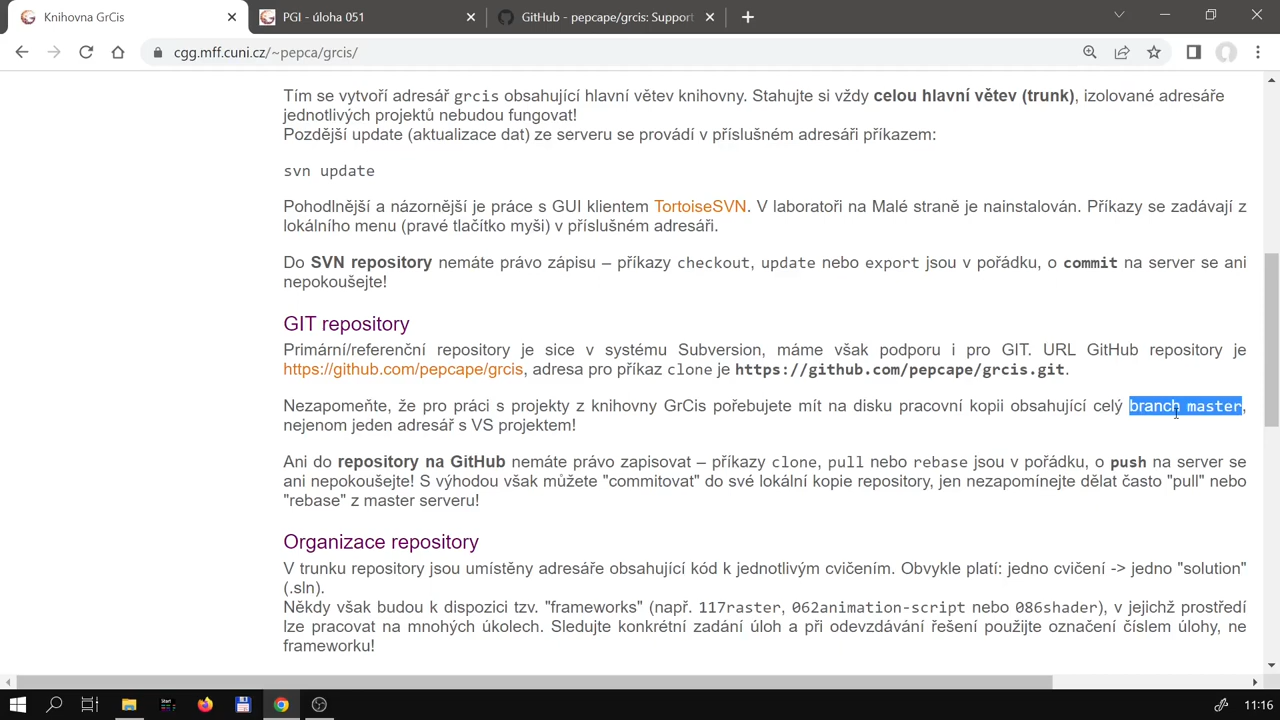 Knihovna GrCis
PGI - úloha 051
GitHub - pepcape/grcis: Support
cgg.mff.cuni.cz/~pepca/grcis/
Tím se vytvoří adresář grcis obsahující hlavní větev knihovny. Stahujte si vždy celou hlavní větev (trunk), izolované adresáře
jednotlivých projektů nebudou fungovat!
Pozdější update (aktualizace dat) ze serveru se provádí v příslušném adresáři příkazem:
svn update
Pohodlnější a názornější je práce s GUI klientem TortoiseSVN. V laboratoři na Malé straně je nainstalován. Příkazy se zadávají z
lokálního menu (pravé tlačítko myši) v příslušném adresáři.
Do SVN repository nemáte právo zápisu – příkazy checkout, update nebo export jsou v pořádku, o commit na server se ani
nepokoušejte!
GIT repository
Primární/referenční repository je sice v systému Subversion, máme však podporu i pro GIT. URL GitHub repository je
https://github.com/pepcape/grcis, adresa pro příkaz clone je https://github.com/pepcape/grcis.git.
Nezapomeňte, že pro práci s projekty z knihovny GrCis pořebujete mít na disku pracovní kopii obsahující celý branch master,
nejenom jeden adresář s VS projektem!
Ani do repository na GitHub nemáte právo zapisovat – příkazy clone, pull nebo rebase jsou v pořádku, o push na server se
ani nepokoušejte! S výhodou však můžete "commitovat" do své lokální kopie repository, jen nezapomínejte dělat často "pull" nebo
"rebase" z master serveru!
Organizace repository
V trunku repository jsou umístěny adresáře obsahující kód k jednotlivým cvičením. Obvykle platí: jedno cvičení -> jedno "solution"
(.sln).
Někdy však budou k dispozici tzv. "frameworks" (např. 117raster, 062animation-script nebo 086shader), v jejichž prostředí
lze pracovat na mnohých úkolech. Sledujte konkrétní zadání úloh a při odevzdávání řešení použijte označení číslem úlohy, ne
frameworku!
11:16